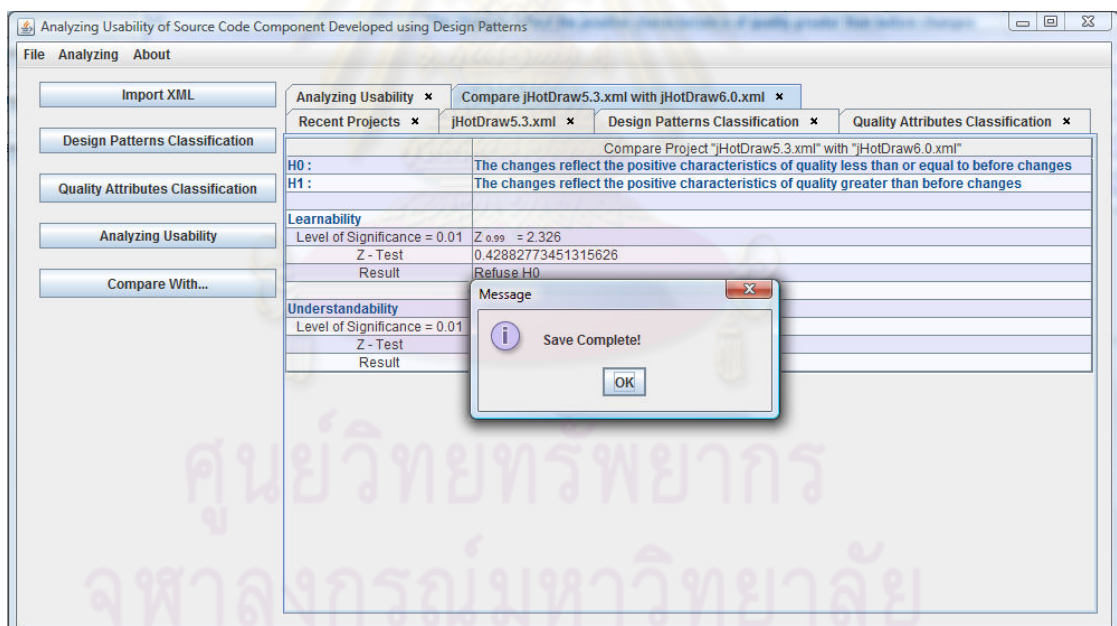 Analyzing Usability of Source Code Component Developed using Design Patterns
File Analyzing About
Import XML
Design Patterns Classification
Quality Attributes Classification
Analyzing Usability
Compare With...
Analyzing Usability × Compare jHotDraw5.3.xml with jHotDraw6.0.xml ×
Recent Projects × jHotDraw5.3.xml × Design Patterns Classification × Quality Attributes Classification ×
Compare Project "jHotDraw5.3.xml" with "jHotDraw6.0.xml"
H0 : The changes reflect the positive characteristics of quality less than or equal to before changes
H1 : The changes reflect the positive characteristics of quality greater than before changes
Learnability
Level of Significance = 0.01 Z 0.99 = 2.326
Z - Test 0.42882773451315626
Result Refuse H0
Understandability
Level of Significance = 0.01
Z - Test
Result
Message
Save Complete!
OK
ศูนย์วิทยทรัพยากร
จุฬาลงกรณ์มหาวิทยาลัย